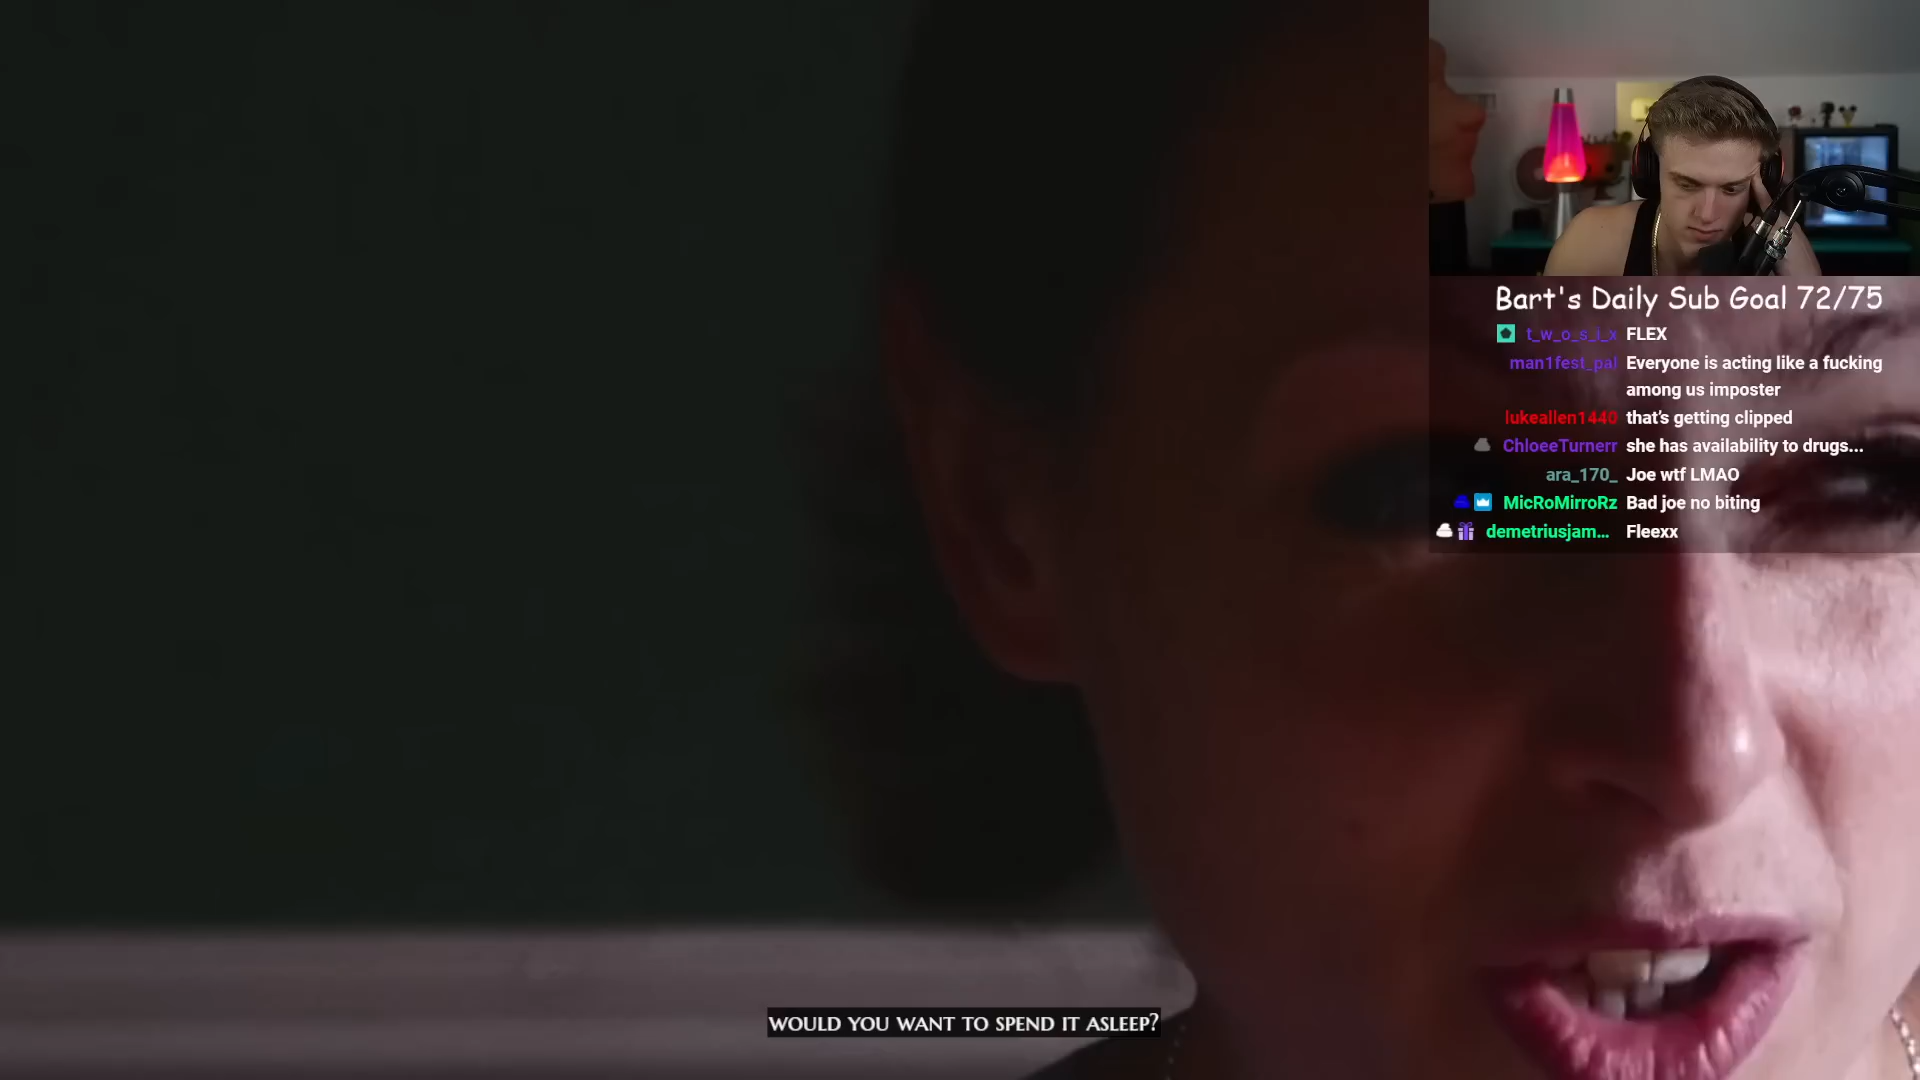 Bart's Daily Sub Goal 72/75
t_w_o_s_i_x FLEX
man1fest_pal Everyone is acting like a fucking
among us imposter
lukeallen1440 that's getting clipped
ChloeeTurnerr she has availability to drugs...
ara_170_ Joe wtf LMAO
MicRoMirroRz Bad joe no biting
demetriusjam... Fleexx
WOULD YOU WANT TO SPEND IT ASLEEP?